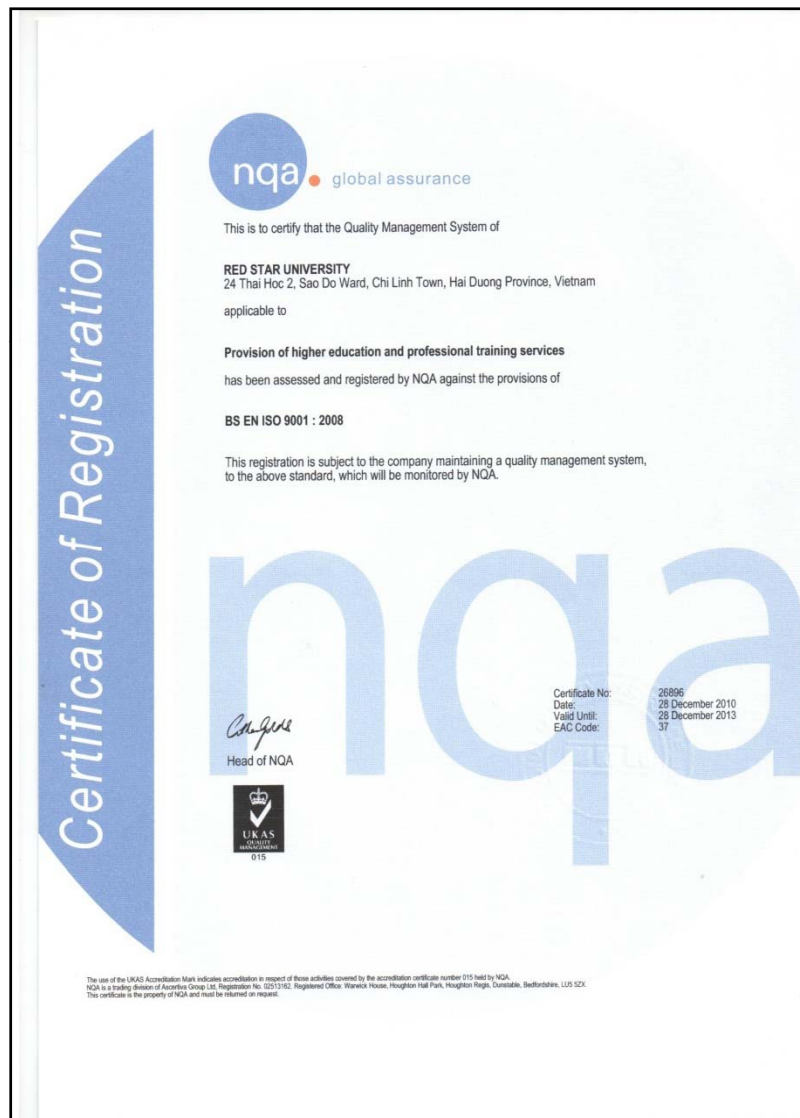 Certificate of Registration
nqa.
global assurance
This is to certify that the Quality Management System of
RED STAR UNIVERSITY
24 Thai Hoc 2, Sao Do Ward, Chi Linh Town, Hai Duong Province, Vietnam
applicable to
Provision of higher education and professional training services
has been assessed and registered by NQA against the provisions of
BS EN ISO 9001 : 2008
This registration is subject to the company maintaining a quality management system,
to the above standard, which will be monitored by NQA.
nqa
Certificate No: 26896
Date: 28 December 2010
Valid Until: 28 December 2013
EAC Code: 37
Head of NQA
UKAS
QUALITY
MANAGEMENT
015
The use of the UKAS Accreditation Mark indicates accreditation in respect of those activities covered by the accreditation certificate number 015 held by NQA.
NQA is a trading division of Ascertiva Group Ltd, Registration No. 02513162. Registered Office: Warwick House, Houghton Hall Park, Houghton Regis, Dunstable, Bedfordshire, LU5 5ZX.
This certificate is the property of NQA and must be returned on request.